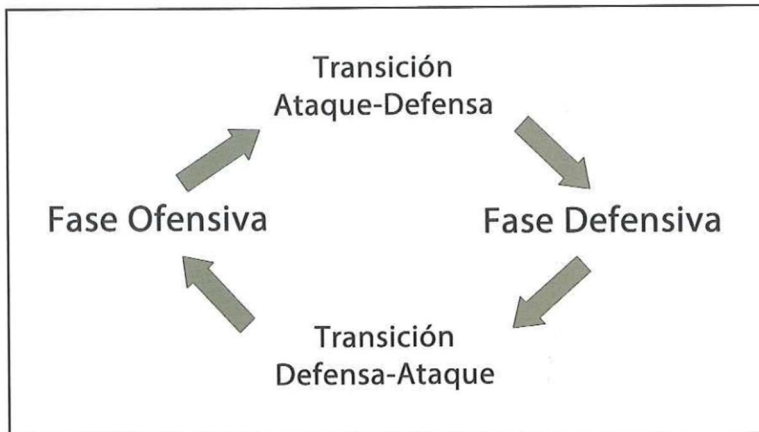 Transición
Ataque-Defensa
Fase Ofensiva
Fase Defensiva
Transición
Defensa-Ataque